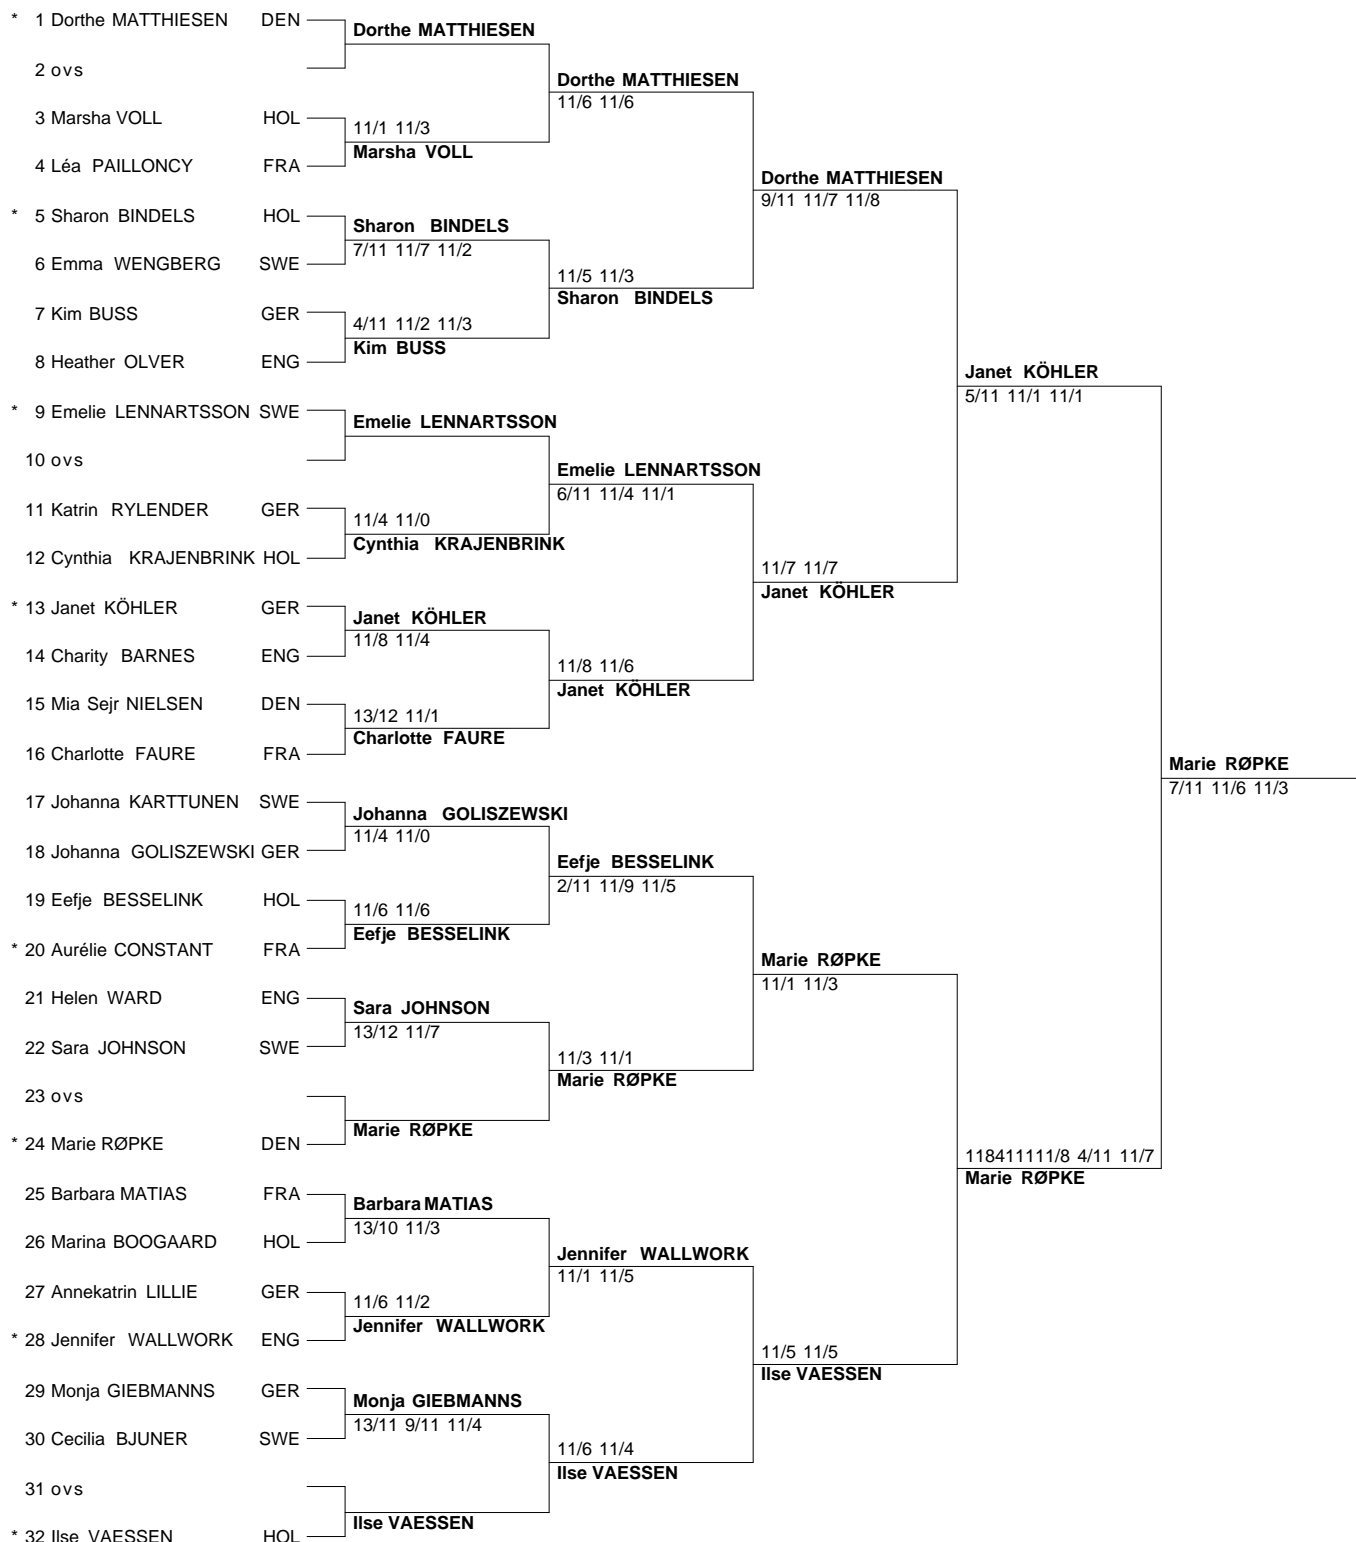 * 1 Dorthe MATTHIESEN DEN
Dorthe MATTHIESEN
2 ovs
Dorthe MATTHIESEN
11/6 11/6
3 Marsha VOLL HOL
11/1 11/3
Marsha VOLL
4 Léa PAILLONCY FRA
Dorthe MATTHIESEN
9/11 11/7 11/8
* 5 Sharon BINDELS HOL
Sharon BINDELS
7/11 11/7 11/2
6 Emma WENGBERG SWE
11/5 11/3
Sharon BINDELS
7 Kim BUSS GER
4/11 11/2 11/3
Kim BUSS
8 Heather OLVER ENG
Janet KÖHLER
5/11 11/1 11/1
* 9 Emelie LENNARTSSON SWE
Emelie LENNARTSSON
10 ovs
Emelie LENNARTSSON
6/11 11/4 11/1
11 Katrin RYLENDER GER
11/4 11/0
Cynthia KRAJENBRINK
12 Cynthia KRAJENBRINK HOL
11/7 11/7
Janet KÖHLER
* 13 Janet KÖHLER GER
Janet KÖHLER
11/8 11/4
14 Charity BARNES ENG
11/8 11/6
Janet KÖHLER
15 Mia Sejr NIELSEN DEN
13/12 11/1
Charlotte FAURE
16 Charlotte FAURE FRA
Marie RØPKE
7/11 11/6 11/3
17 Johanna KARTTUNEN SWE
Johanna GOLISZEWSKI
11/4 11/0
18 Johanna GOLISZEWSKI GER
Eefje BESSELINK
2/11 11/9 11/5
19 Eefje BESSELINK HOL
11/6 11/6
Eefje BESSELINK
* 20 Aurélie CONSTANT FRA
Marie RØPKE
11/1 11/3
21 Helen WARD ENG
Sara JOHNSON
13/12 11/7
22 Sara JOHNSON SWE
11/3 11/1
Marie RØPKE
23 ovs
Marie RØPKE
* 24 Marie RØPKE DEN
118411111/8 4/11 11/7
Marie RØPKE
25 Barbara MATIAS FRA
Barbara MATIAS
13/10 11/3
26 Marina BOOGAARD HOL
Jennifer WALLWORK
11/1 11/5
27 Annekatrin LILLIE GER
11/6 11/2
Jennifer WALLWORK
* 28 Jennifer WALLWORK ENG
11/5 11/5
Ilse VAESSEN
29 Monja GIEBMANNS GER
Monja GIEBMANNS
13/11 9/11 11/4
30 Cecilia BJUNER SWE
11/6 11/4
Ilse VAESSEN
31 ovs
Ilse VAESSEN
* 32 Ilse VAESSEN HOL